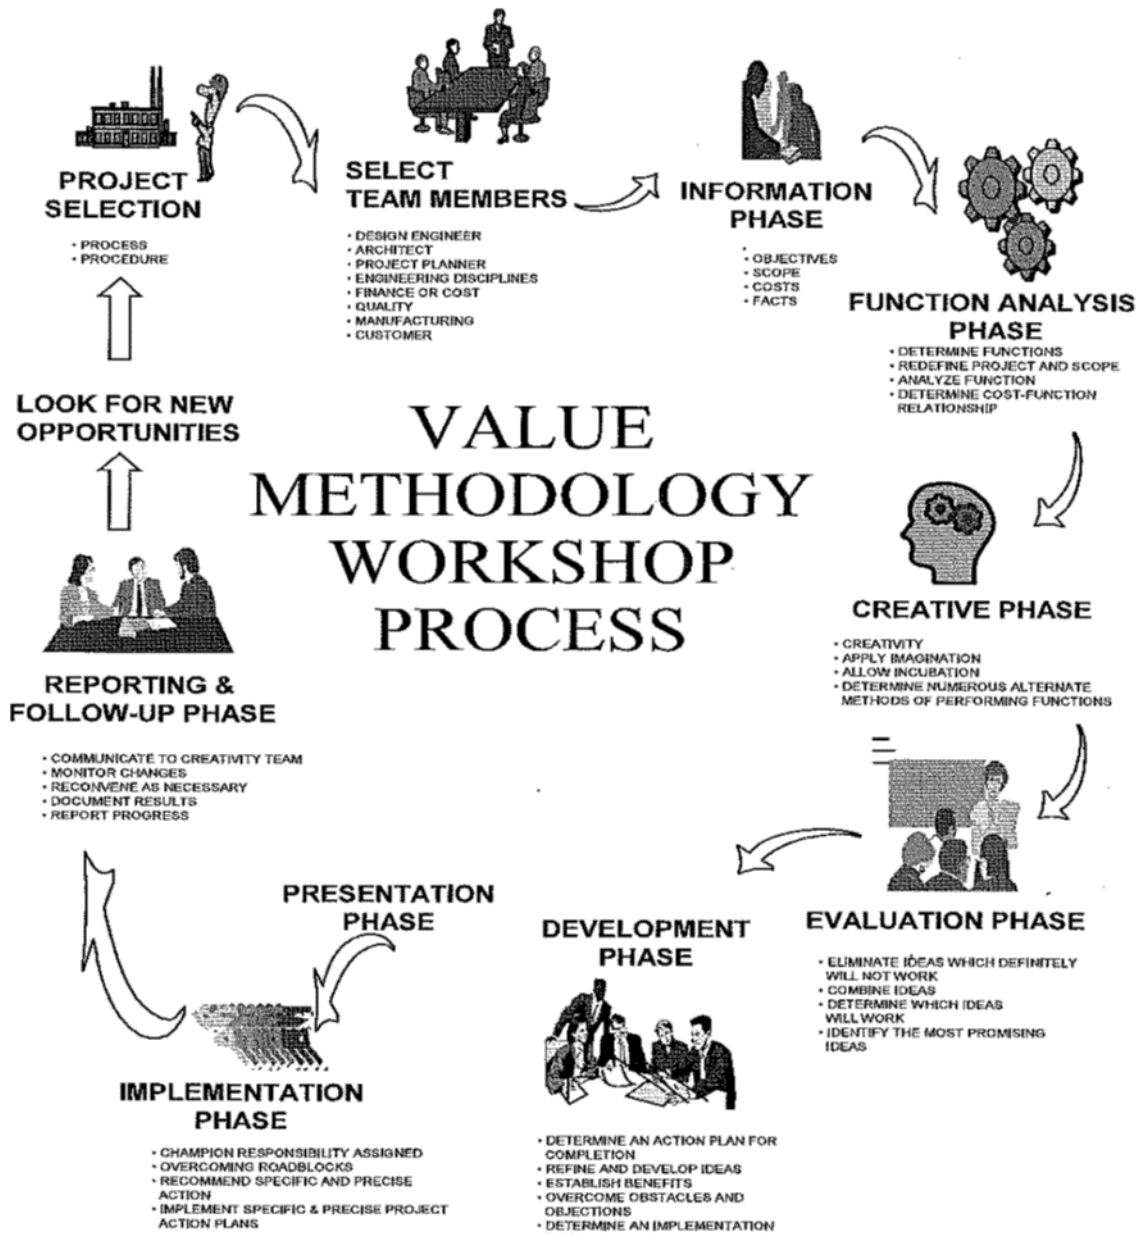 PROJECT
SELECTION
• PROCESS
• PROCEDURE
SELECT
TEAM MEMBERS
• DESIGN ENGINEER
• ARCHITECT
• PROJECT PLANNER
• ENGINEERING DISCIPLINES
• FINANCE OR COST
• QUALITY
• MANUFACTURING
• CUSTOMER
INFORMATION
PHASE
•
• OBJECTIVES
• SCOPE
• COSTS
• FACTS
FUNCTION ANALYSIS
PHASE
• DETERMINE FUNCTIONS
• REDEFINE PROJECT AND SCOPE
• ANALYZE FUNCTION
• DETERMINE COST-FUNCTION
RELATIONSHIP
LOOK FOR NEW
OPPORTUNITIES
VALUE
METHODOLOGY
WORKSHOP
PROCESS
CREATIVE PHASE
• CREATIVITY
• APPLY IMAGINATION
• ALLOW INCUBATION
• DETERMINE NUMEROUS ALTERNATE
METHODS OF PERFORMING FUNCTIONS
REPORTING &
FOLLOW-UP PHASE
• COMMUNICATE TO CREATIVITY TEAM
• MONITOR CHANGES
• RECONVENE AS NECESSARY
• DOCUMENT RESULTS
• REPORT PROGRESS
EVALUATION PHASE
• ELIMINATE IDEAS WHICH DEFINITELY
WILL NOT WORK
• COMBINE IDEAS
• DETERMINE WHICH IDEAS
WILL WORK
• IDENTIFY THE MOST PROMISING
IDEAS
DEVELOPMENT
PHASE
• DETERMINE AN ACTION PLAN FOR
COMPLETION
• REFINE AND DEVELOP IDEAS
• ESTABLISH BENEFITS
• OVERCOME OBSTACLES AND
OBJECTIONS
• DETERMINE AN IMPLEMENTATION
PRESENTATION
PHASE
IMPLEMENTATION
PHASE
• CHAMPION RESPONSIBILITY ASSIGNED
• OVERCOMING ROADBLOCKS
• RECOMMEND SPECIFIC AND PRECISE
ACTION
• IMPLEMENT SPECIFIC & PRECISE PROJECT
ACTION PLANS